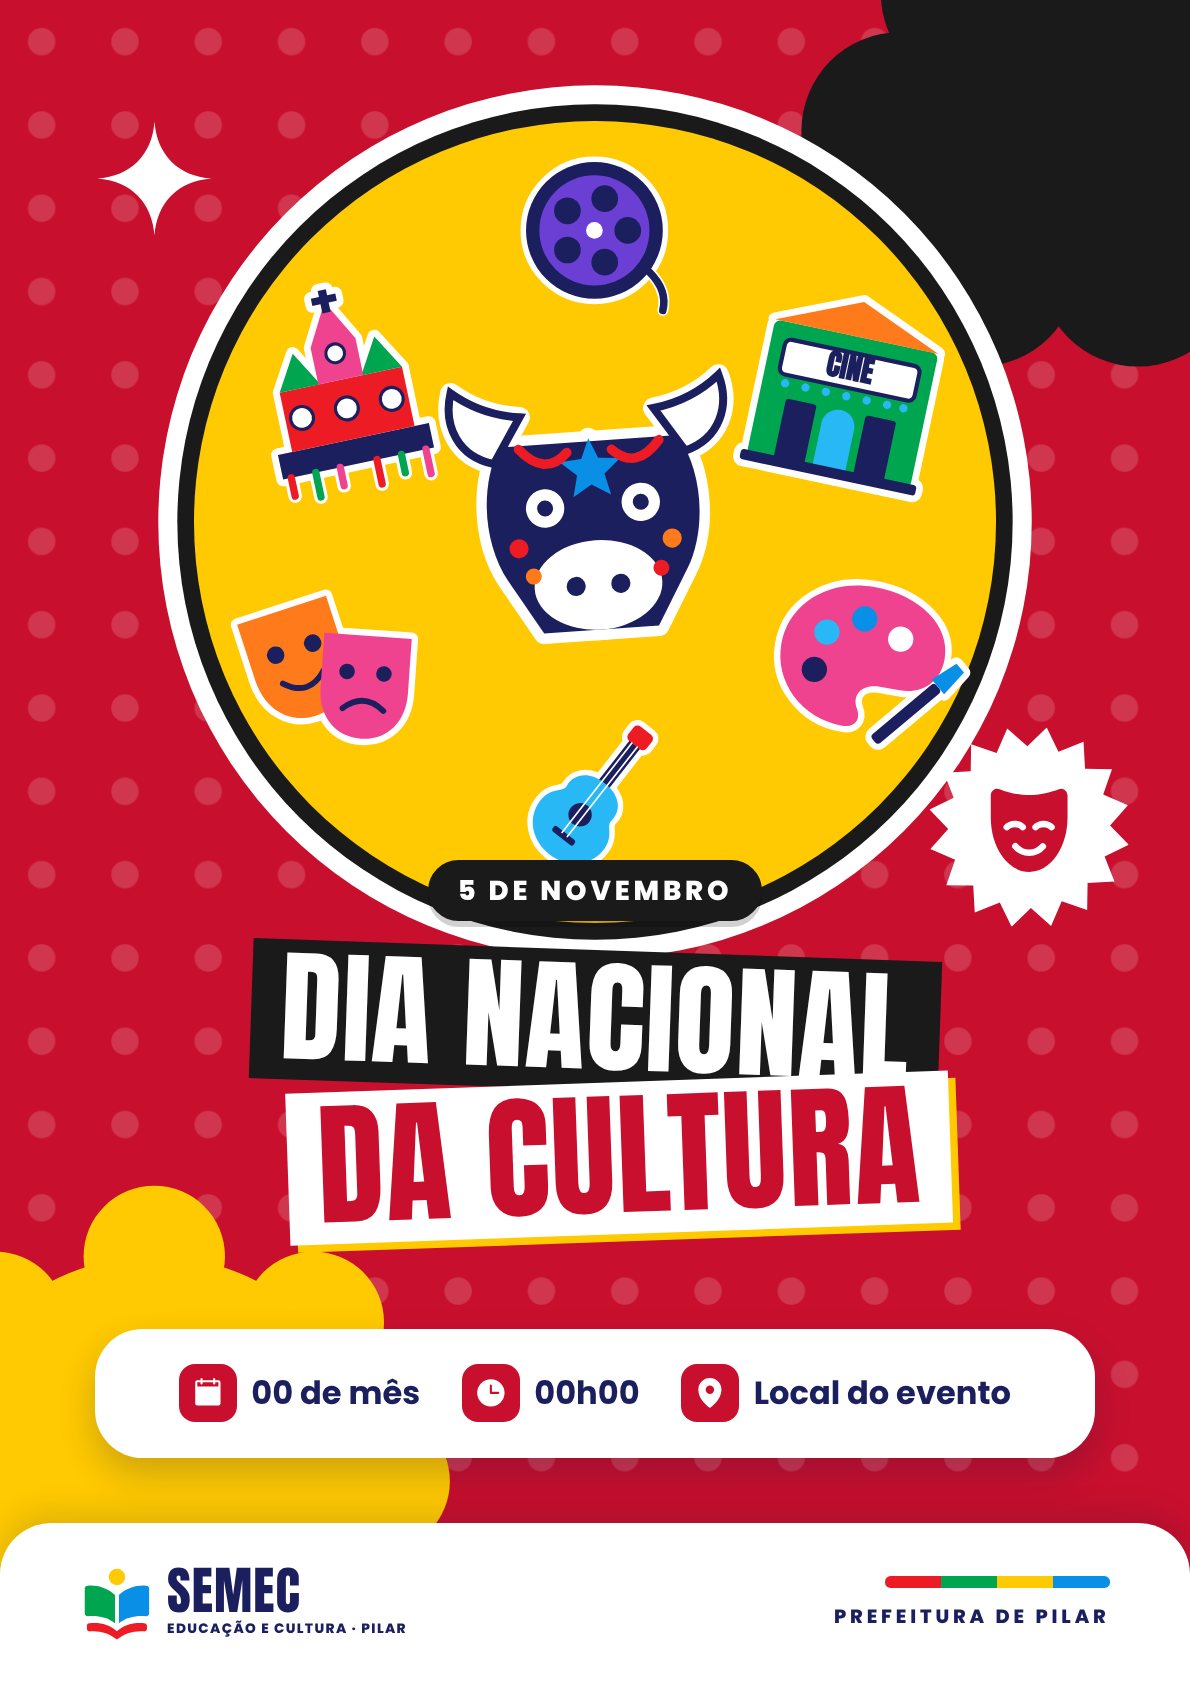 CINE
5 DE NOVEMBRO
DIA NACIONAL
DA CULTURA
00 de mês
00h00
Local do evento
SEMEC
EDUCAÇÃO E CULTURA · PILAR
PREFEITURA DE PILAR